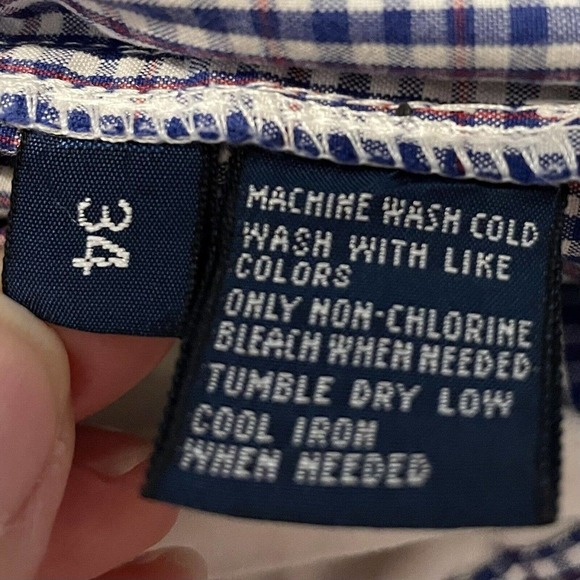 34
MACHINE WASH COLD
WASH WITH LIKE
COLORS
ONLY NON-CHLORINE
BLEACH WHEN NEEDED
TUMBLE DRY LOW
COOL IRON
WHEN NEEDED